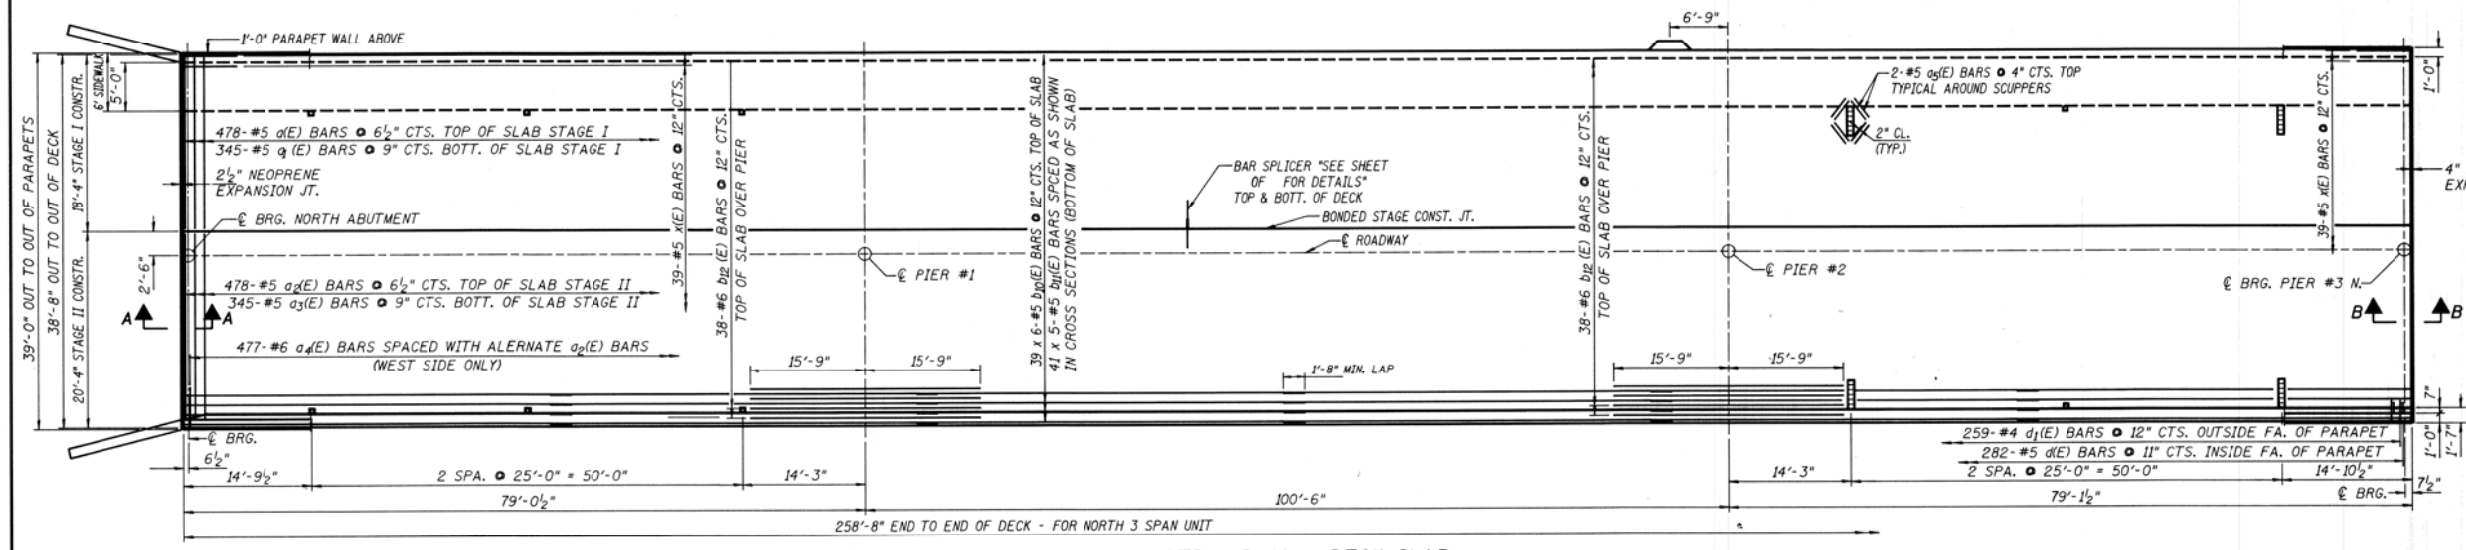 6'-9"
1'-0" PARAPET WALL ABOVE
39'-0" OUT TO OUT OF PARAPETS
38'-8" OUT TO OUT OF DECK
18'-4" STAGE I CONSTR.
20'-4" STAGE II CONSTR.
6' SIDEWALK
5'-0"
2'-6"
478-#5 a(E) BARS @ 6½" CTS. TOP OF SLAB STAGE I
345-#5 a₁(E) BARS @ 9" CTS. BOTT. OF SLAB STAGE I
2½" NEOPRENE
EXPANSION JT.
℄ BRG. NORTH ABUTMENT
478-#5 a₂(E) BARS @ 6½" CTS. TOP OF SLAB STAGE II
345-#5 a₃(E) BARS @ 9" CTS. BOTT. OF SLAB STAGE II
A
A
477-#6 a₄(E) BARS SPACED WITH ALERNATE a₂(E) BARS
(WEST SIDE ONLY)
39-#5 x(E) BARS @ 12" CTS.
38-#6 b₁₂ (E) BARS @ 12" CTS.
TOP OF SLAB OVER PIER
℄ PIER #1
15'-9"
15'-9"
39 x 6-#5 b₁₀(E) BARS @ 12" CTS. TOP OF SLAB
41 x 5-#5 b₁₁(E) BARS SPCED AS SHOWN
IN CROSS SECTIONS (BOTTOM OF SLAB)
BAR SPLICER "SEE SHEET
OF FOR DETAILS"
TOP & BOTT. OF DECK
BONDED STAGE CONST. JT.
℄ ROADWAY
1'-8" MIN. LAP
38-#6 b₁₂ (E) BARS @ 12" CTS.
TOP OF SLAB OVER PIER
℄ PIER #2
15'-9"
15'-9"
2-#5 a₅(E) BARS @ 4" CTS. TOP
TYPICAL AROUND SCUPPERS
2" CL.
(TYP.)
39-#5 x(E) BARS @ 12" CTS.
1'-0"
4"
℄ BRG. PIER #3 N.
B
B
7"
1'-0"
1'-7"
259-#4 d₁(E) BARS @ 12" CTS. OUTSIDE FA. OF PARAPET
282-#5 d(E) BARS @ 11" CTS. INSIDE FA. OF PARAPET
℄ BRG.
6½"
14'-9½"
2 SPA. @ 25'-0" = 50'-0"
14'-3"
14'-3"
2 SPA. @ 25'-0" = 50'-0"
14'-10½"
7½"
79'-0½"
100'-6"
79'-1½"
℄ BRG.
258'-8" END TO END OF DECK - FOR NORTH 3 SPAN UNIT